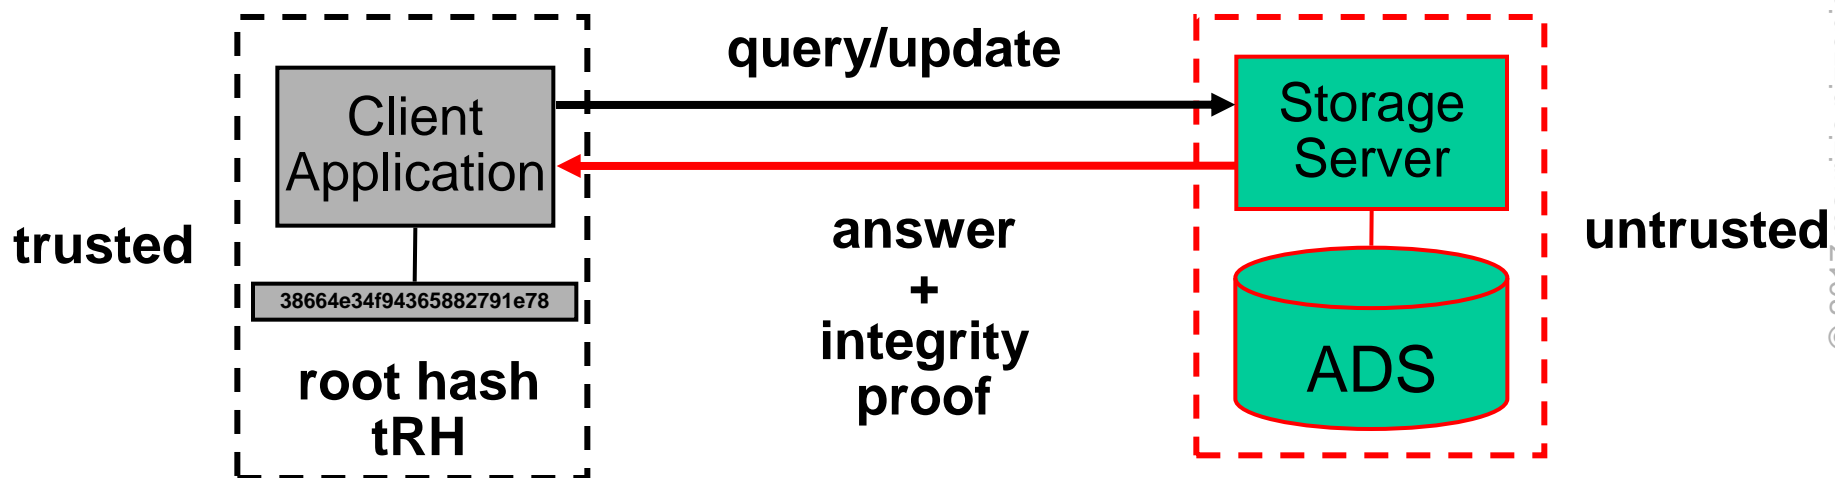 query/update
Client
Application
Storage
Server
trusted
answer
+
integrity
proof
untrusted
38664e34f94365882791e78
root hash
tRH
ADS